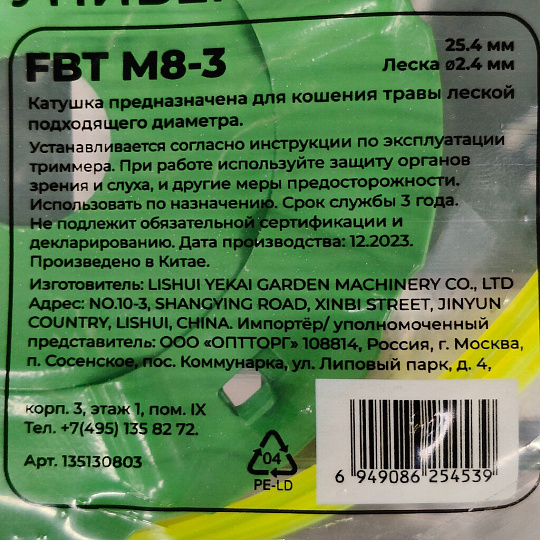 FBT M8-3
25.4 мм
Леска ⌀2.4 мм
Катушка предназначена для кошения травы леской
подходящего диаметра.
Устанавливается согласно инструкции по эксплуатации
триммера. При работе используйте защиту органов
зрения и слуха, и другие меры предосторожности.
Использовать по назначению. Срок службы 3 года.
Не подлежит обязательной сертификации и
декларированию. Дата производства: 12.2023.
Произведено в Китае.
Изготовитель: LISHUI YEKAI GARDEN MACHINERY CO., LTD
Адрес: NO.10-3, SHANGYING ROAD, XINBI STREET, JINYUN
COUNTRY, LISHUI, CHINA. Импортёр/ уполномоченный
представитель: ООО «ОПТТОРГ» 108814, Россия, г. Москва,
п. Сосенское, пос. Коммунарка, ул. Липовый парк, д. 4,
корп. 3, этаж 1, пом. IX
Тел. +7(495) 135 82 72.
Арт. 135130803
04
PE-LD
6 949086 254539